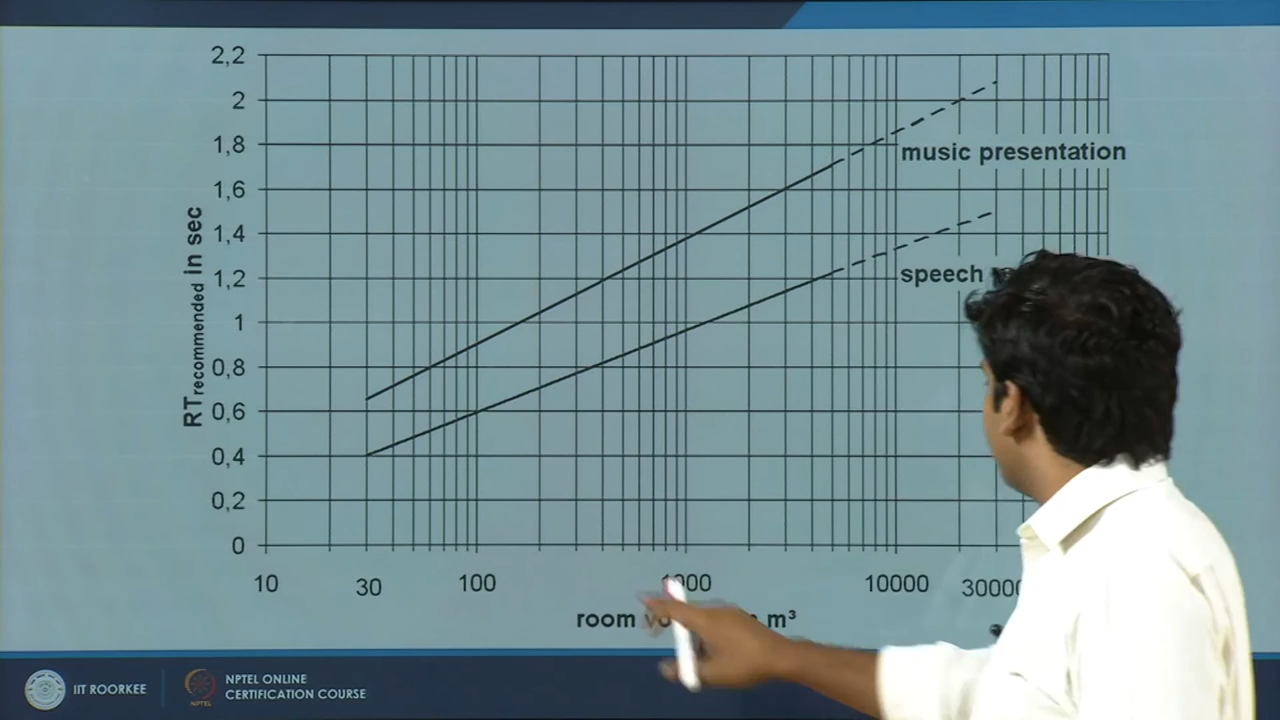 2,2
2
1,8
music presentation
1,6
1,4
1,2
speech
1
0,8
0,6
0,4
0,2
0
RTrecommended in sec
10
30
100
1000
10000
room
m³
IIT ROORKEE
NPTEL
NPTEL ONLINE
CERTIFICATION COURSE